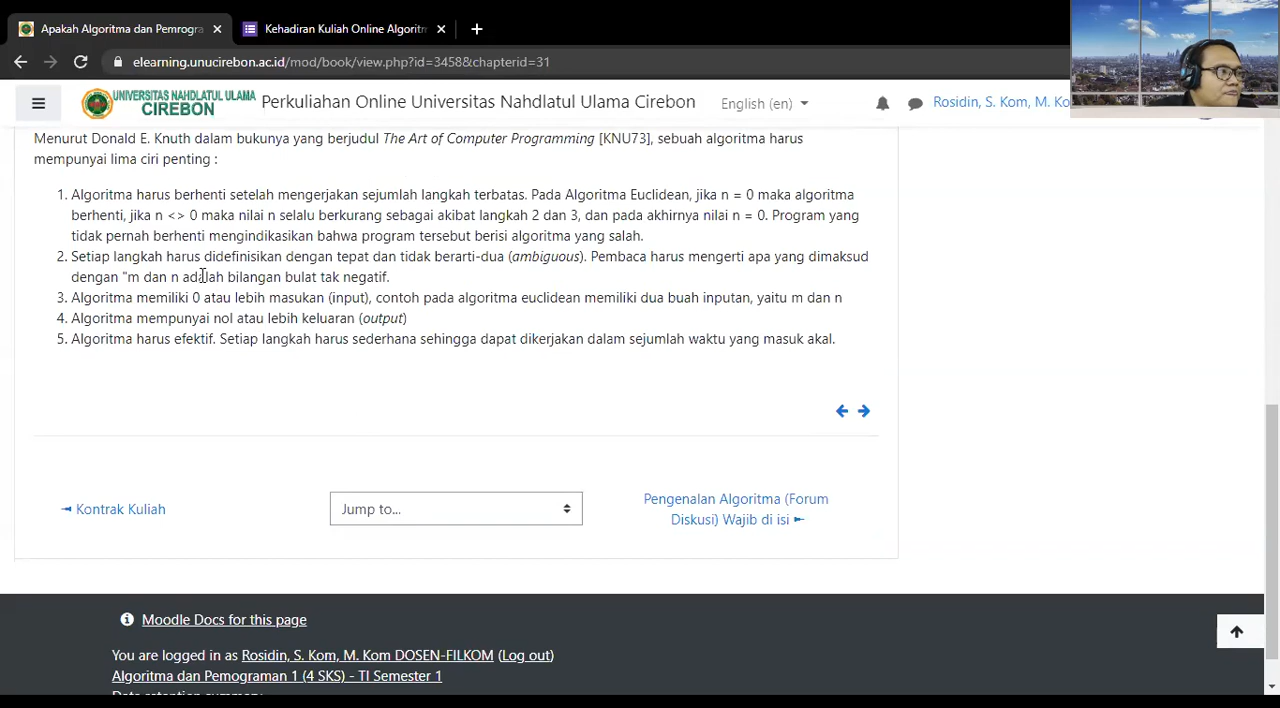 Apakah Algoritma dan Pemrogra
Kehadiran Kuliah Online Algoritm
elearning.unucirebon.ac.id/mod/book/view.php?id=3458&chapterid=31
UNIVERSITAS NAHDLATUL ULAMA
CIREBON
Perkuliahan Online Universitas Nahdlatul Ulama Cirebon
English (en)
Rosidin, S. Kom, M. Ko
Menurut Donald E. Knuth dalam bukunya yang berjudul The Art of Computer Programming [KNU73], sebuah algoritma harus
mempunyai lima ciri penting :
1. Algoritma harus berhenti setelah mengerjakan sejumlah langkah terbatas. Pada Algoritma Euclidean, jika n = 0 maka algoritma
berhenti, jika n <> 0 maka nilai n selalu berkurang sebagai akibat langkah 2 dan 3, dan pada akhirnya nilai n = 0. Program yang
tidak pernah berhenti mengindikasikan bahwa program tersebut berisi algoritma yang salah.
2. Setiap langkah harus didefinisikan dengan tepat dan tidak berarti-dua (ambiguous). Pembaca harus mengerti apa yang dimaksud
dengan "m dan n adalah bilangan bulat tak negatif.
3. Algoritma memiliki 0 atau lebih masukan (input), contoh pada algoritma euclidean memiliki dua buah inputan, yaitu m dan n
4. Algoritma mempunyai nol atau lebih keluaran (output)
5. Algoritma harus efektif. Setiap langkah harus sederhana sehingga dapat dikerjakan dalam sejumlah waktu yang masuk akal.
Kontrak Kuliah
Jump to...
Pengenalan Algoritma (Forum
Diskusi) Wajib di isi
Moodle Docs for this page
You are logged in as Rosidin, S. Kom, M. Kom DOSEN-FILKOM (Log out)
Algoritma dan Pemograman 1 (4 SKS) - TI Semester 1
Data retention summary